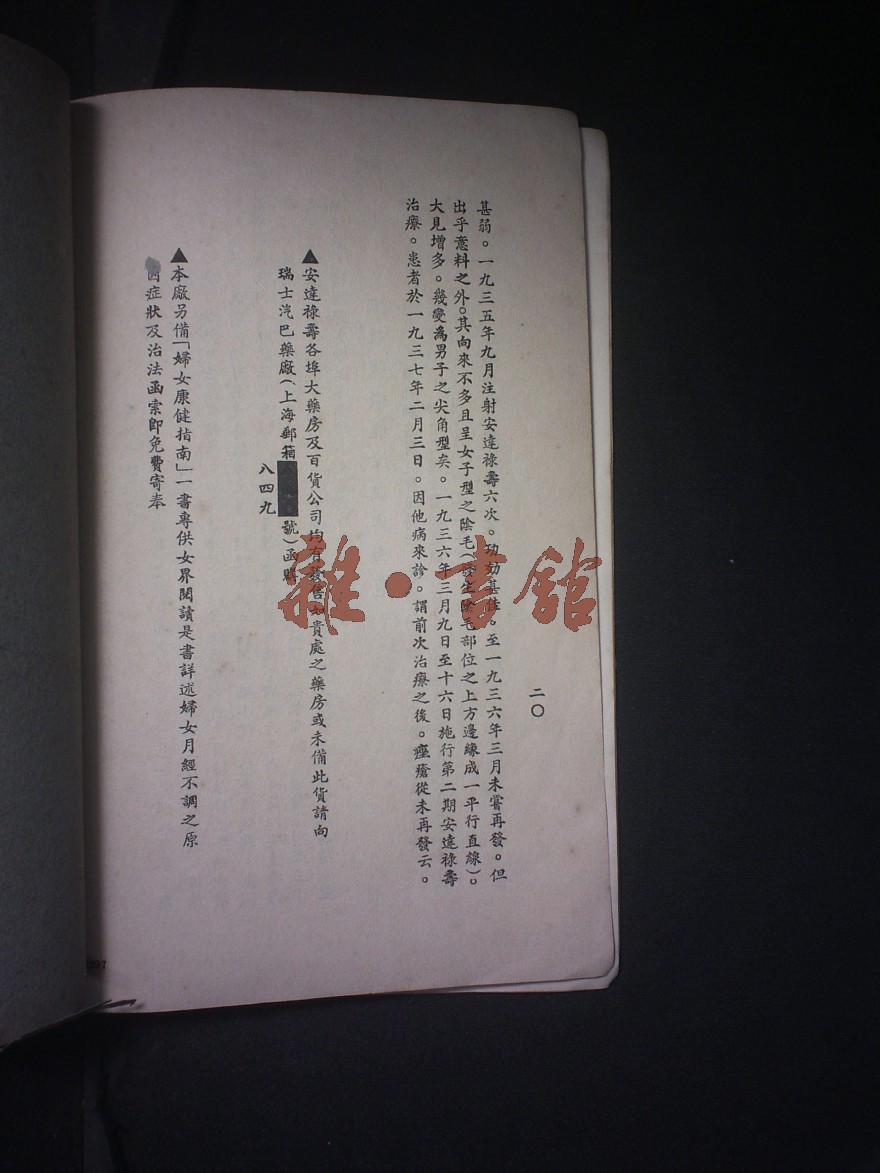 二〇
甚弱。一九三五年九月注射安達祿壽六次。功効甚佳。至一九三六年三月未嘗再發。但
出乎意料之外。其向來不多且呈女子型之陰毛(發生陰毛部位之上方邊緣成一平行直線)。
大見增多。幾變爲男子之尖角型矣。一九三六年三月九日至十六日施行第二期安達祿壽
治療。患者於一九三七年二月三日。因他病來診。謂前次治療之後。痤瘡從未再發云。
▲安達祿壽各埠大藥房及百貨公司均有發售如貴處之藥房或未備此貨請向
瑞士汽巴藥廠(上海郵箱 號)函購
八四九
▲本廠另備「婦女康健指南」一書專供女界閱讀是書詳述婦女月經不調之原
因症狀及治法函索即免費寄奉
雜·書館